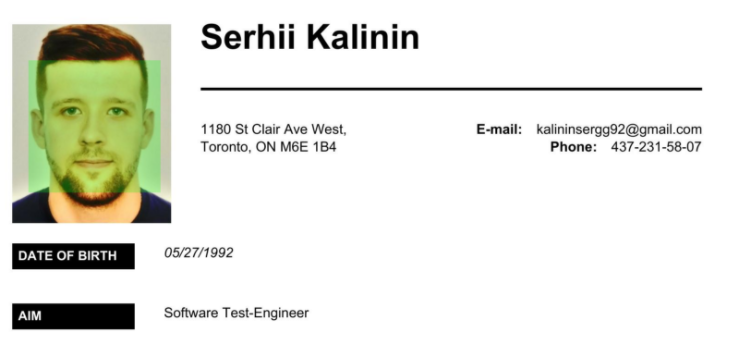 Serhii Kalinin
1180 St Clair Ave West,
Toronto, ON M6E 1B4
E-mail: kalininsergg92@gmail.com
Phone: 437-231-58-07
DATE OF BIRTH 05/27/1992
AIM Software Test-Engineer